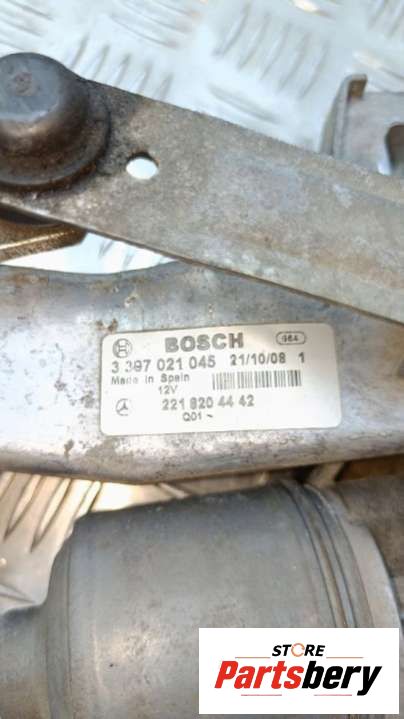 BOSCH 984
3 397 021 045 21/10/08 1
Made in Spain
12V
221 820 44 42
Q01 ~
STORE
Partsbery